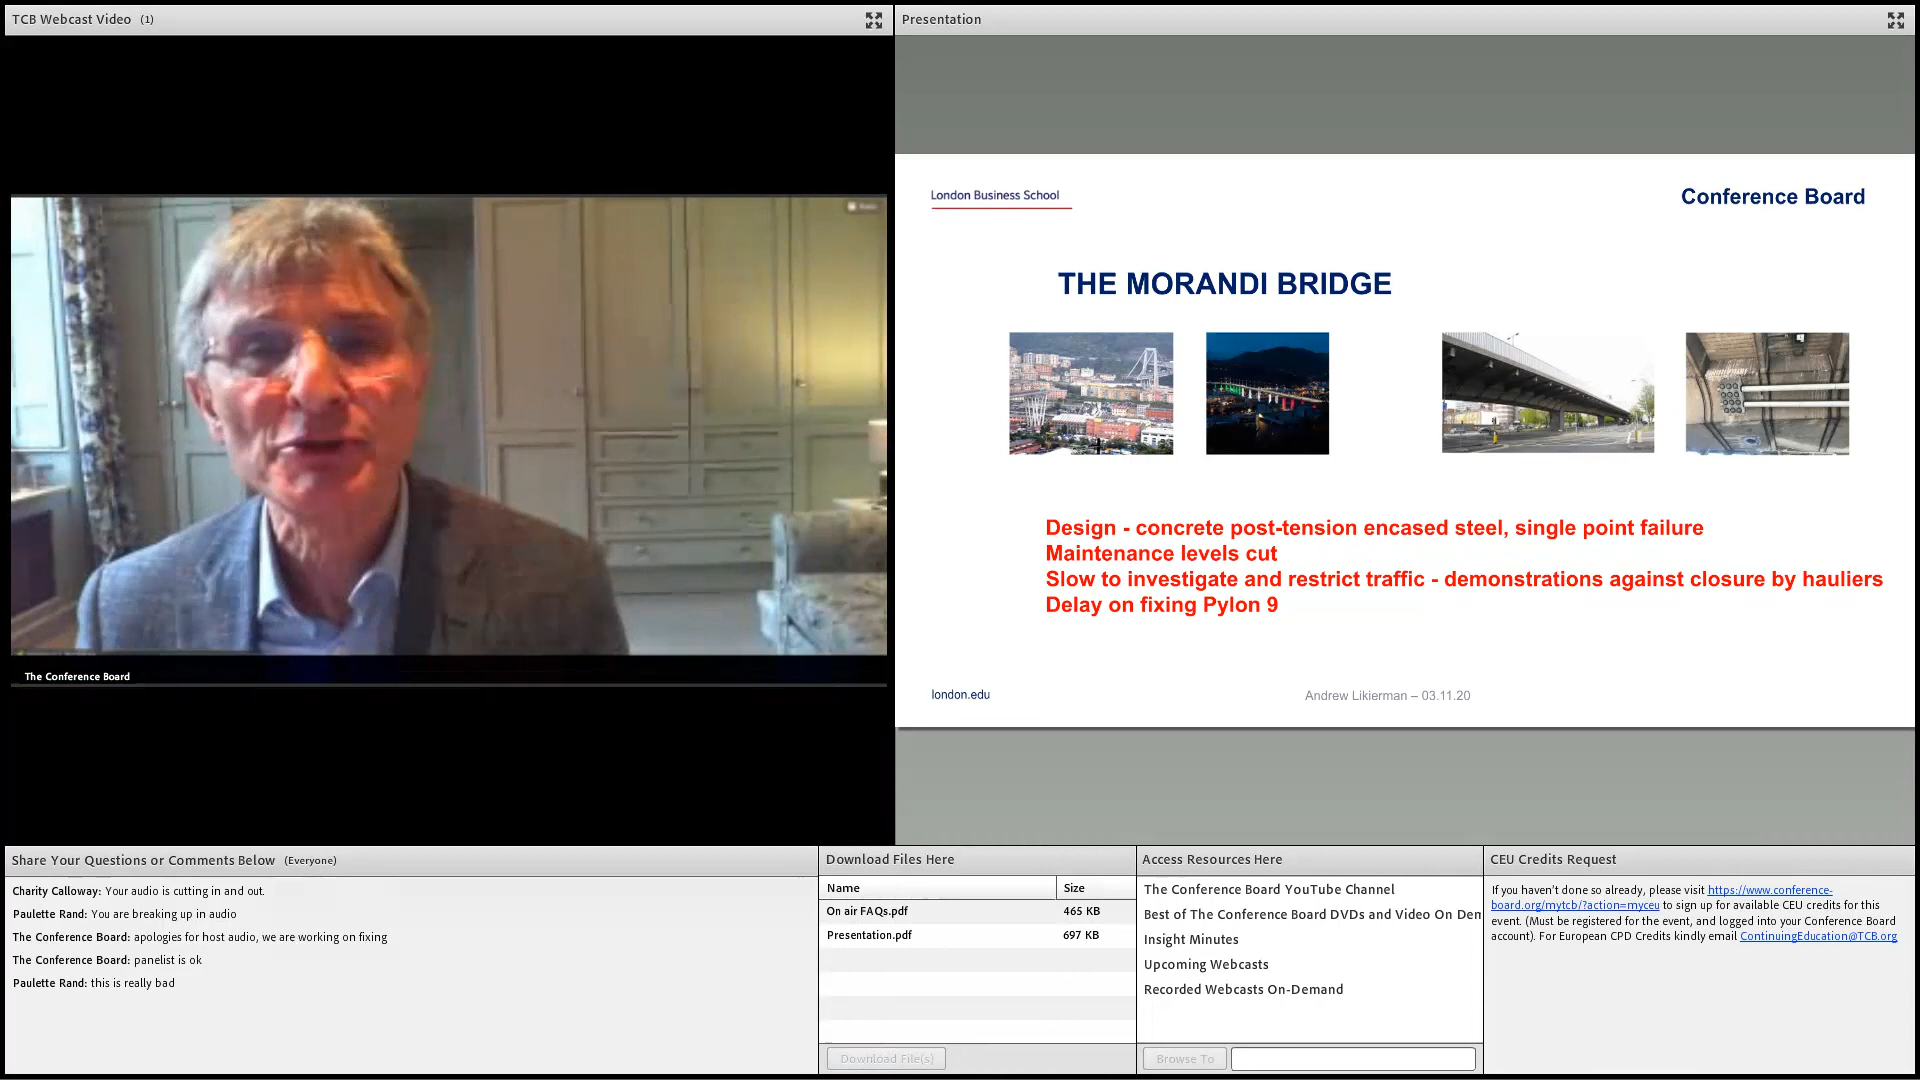 TCB Webcast Video (1)
Presentation
London Business School
Conference Board
THE MORANDI BRIDGE
Design - concrete post-tension encased steel, single point failure
Maintenance levels cut
Slow to investigate and restrict traffic - demonstrations against closure by hauliers
Delay on fixing Pylon 9
london.edu
Andrew Likierman – 03.11.20
The Conference Board
Share Your Questions or Comments Below (Everyone)
Charity Calloway: Your audio is cutting in and out.
Paulette Rand: You are breaking up in audio
The Conference Board: apologies for host audio, we are working on fixing
The Conference Board: panelist is ok
Paulette Rand: this is really bad
Download Files Here
Name Size
On air FAQs.pdf 465 KB
Presentation.pdf 697 KB
Download File(s)
Access Resources Here
The Conference Board YouTube Channel
Best of The Conference Board DVDs and Video On Dem
Insight Minutes
Upcoming Webcasts
Recorded Webcasts On-Demand
Browse To
CEU Credits Request
If you haven't done so already, please visit https://www.conference-
board.org/mytcb/?action=myceu to sign up for available CEU credits for this
event. (Must be registered for the event, and logged into your Conference Board
account). For European CPD Credits kindly email ContinuingEducation@TCB.org